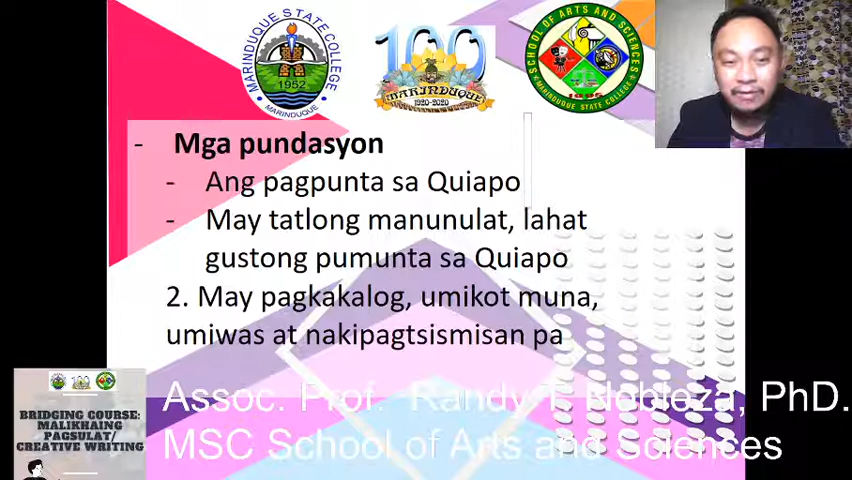 MARINDUQUE STATE COLLEGE
1952
MARINDUQUE
100
MARINDUQUE
1920-2020
SCHOOL OF ARTS AND SCIENCES
MARINDUQUE STATE COLLEGE
- Mga pundasyon
- Ang pagpunta sa Quiapo
- May tatlong manunulat, lahat
gustong pumunta sa Quiapo
2. May pagkakalog, umikot muna,
umiwas at nakipagtsismisan pa
BRIDGING COURSE:
MALIKHAING
PAGSULAT/
CREATIVE WRITING
Assoc. Prof. Randy T. Nobleza, PhD.
MSC School of Arts and Sciences